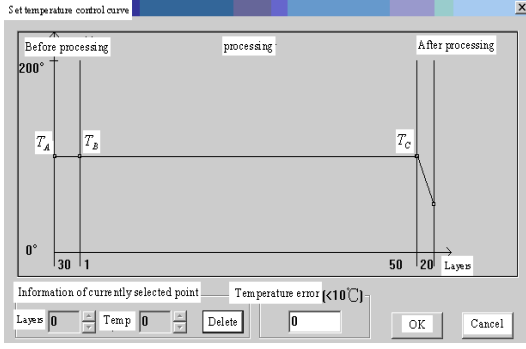 Set temperature control curve
Before processing
processing
After processing
200°
T_A
T_B
T_C
0°
30
1
50
20
Layers
Information of currently selected point
Temperature error (<10℃)
Layers 0
Temp 0
Delete
0
OK
Cancel